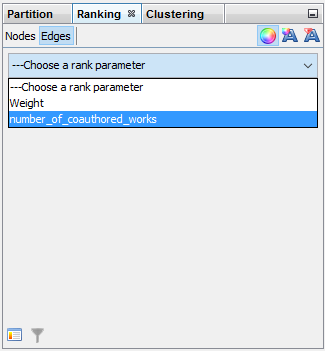 Partition Ranking Clustering
Nodes Edges
---Choose a rank parameter
---Choose a rank parameter
Weight
number_of_coauthored_works